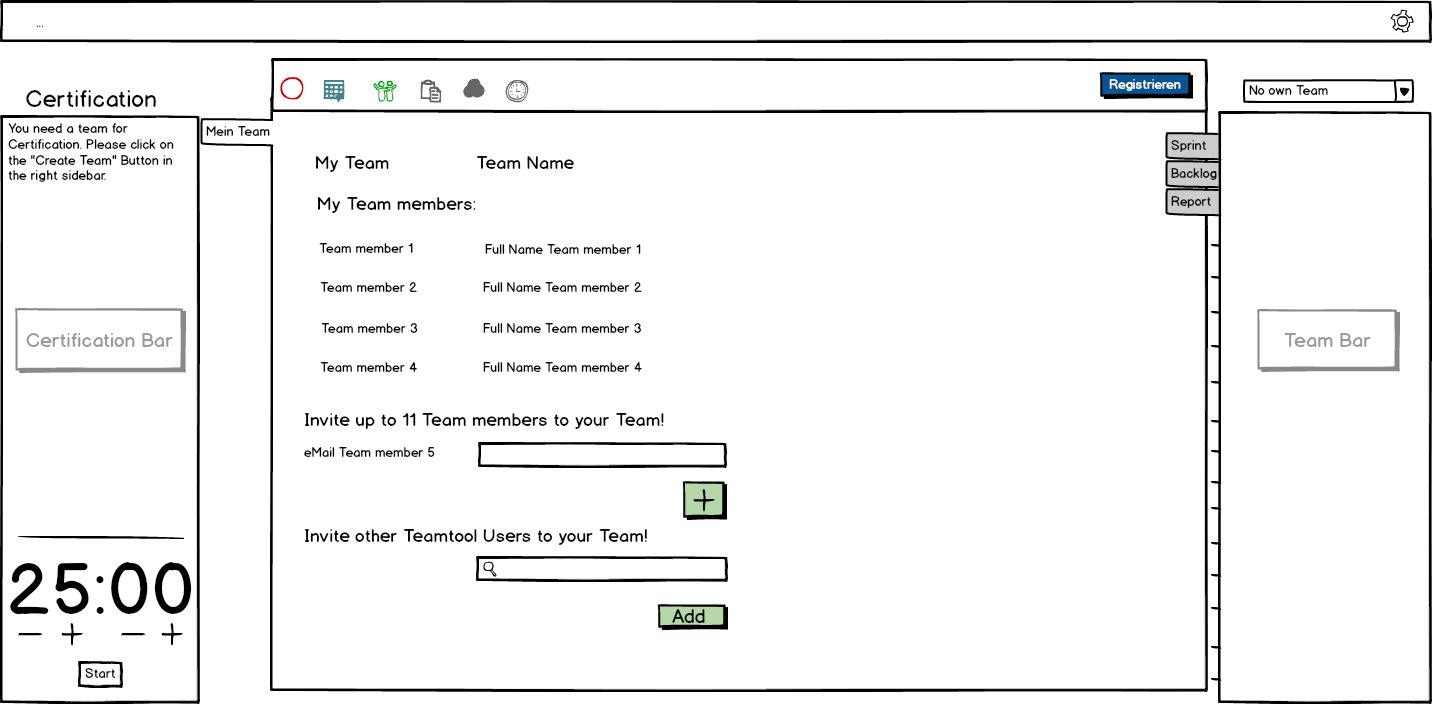 ...
Certification
You need a team for
Certification. Please click on
the "Create Team" Button in
the right sidebar.
Certification Bar
25:00
− + − +
Start
Mein Team
Registrieren
My Team Team Name
My Team members:
Team member 1 Full Name Team member 1
Team member 2 Full Name Team member 2
Team member 3 Full Name Team member 3
Team member 4 Full Name Team member 4
Invite up to 11 Team members to your Team!
eMail Team member 5
+
Invite other Teamtool Users to your Team!
Add
Sprint
Backlog
Report
No own Team
Team Bar